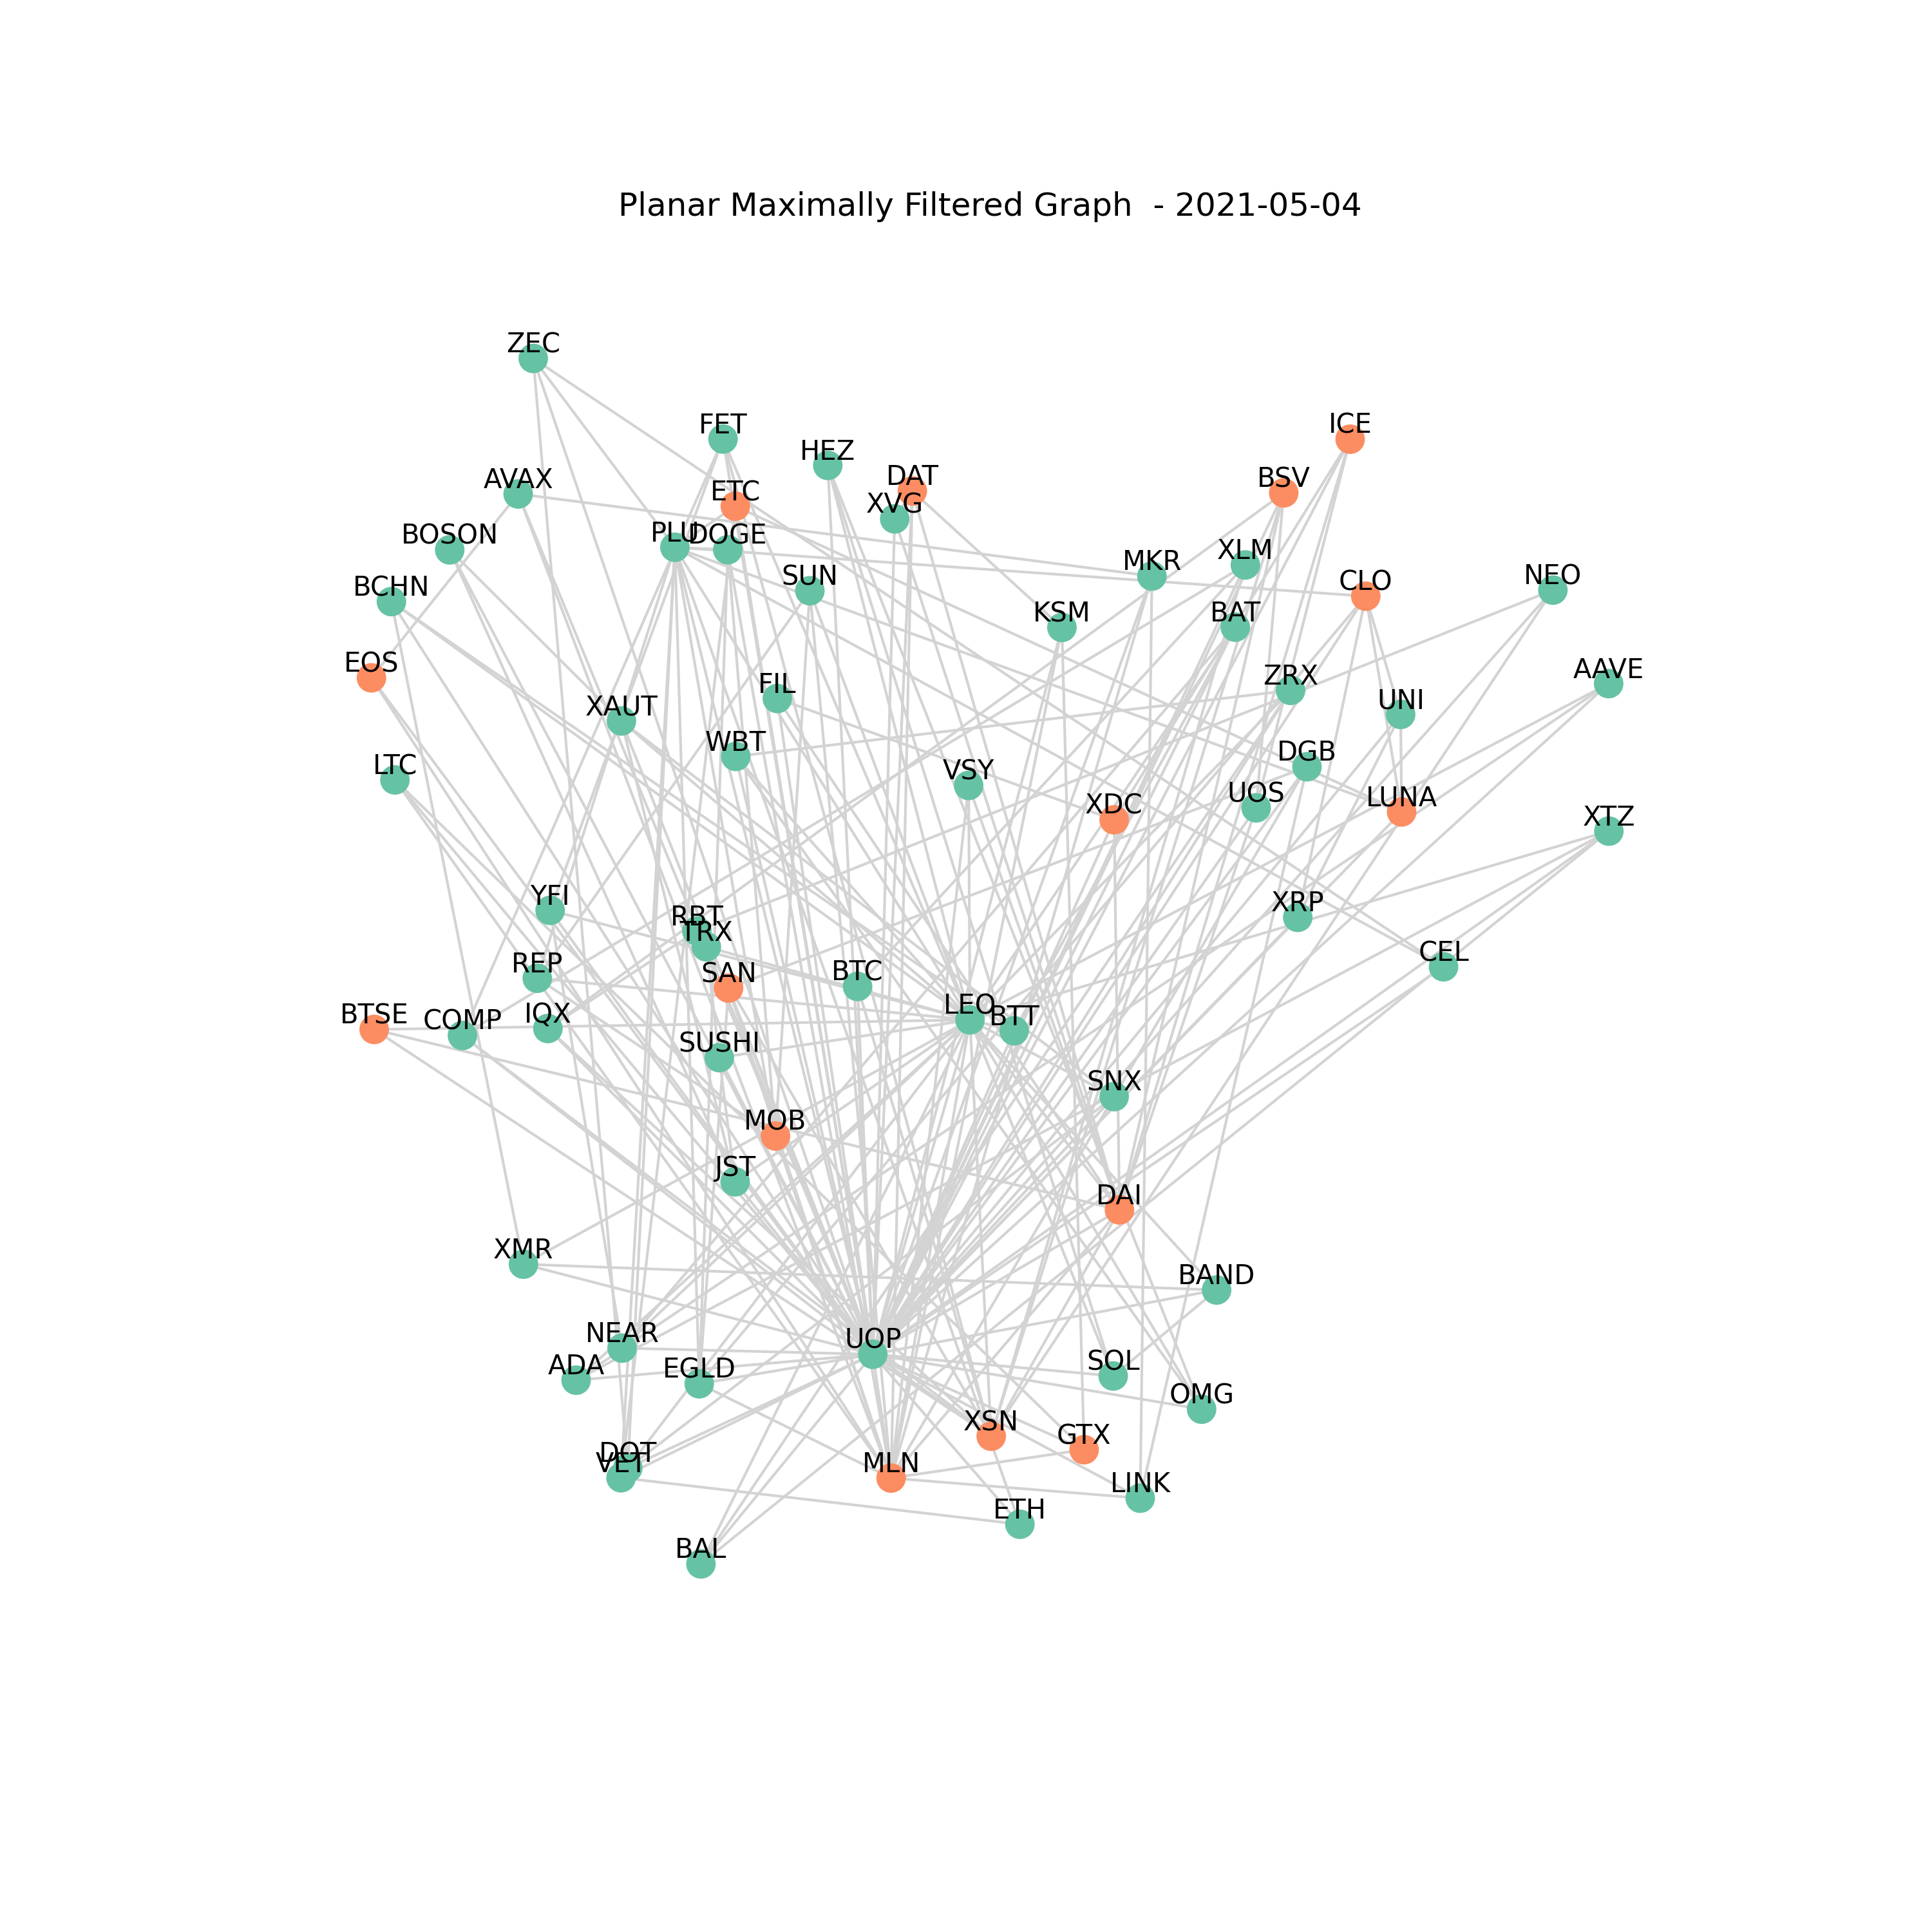 Planar Maximally Filtered Graph - 2021-05-04
ZEC
FET
ICE
HEZ
DAT
BSV
AVAX
ETC
XVG
BOSON
PLU
DOGE
XLM
MKR
SUN
CLO
NEO
BCHN
KSM
BAT
EOS
AAVE
FIL
ZRX
XAUT
UNI
WBT
DGB
LTC
VSY
UOS
LUNA
XDC
XTZ
YFI
XRP
RBT
TRX
CEL
REP
SAN
BTC
LEO
BTSE
IQX
BTT
COMP
SUSHI
SNX
MOB
JST
DAI
XMR
BAND
NEAR
UOP
SOL
ADA
EGLD
OMG
XSN
GTX
DOT
VET
MLN
LINK
ETH
BAL